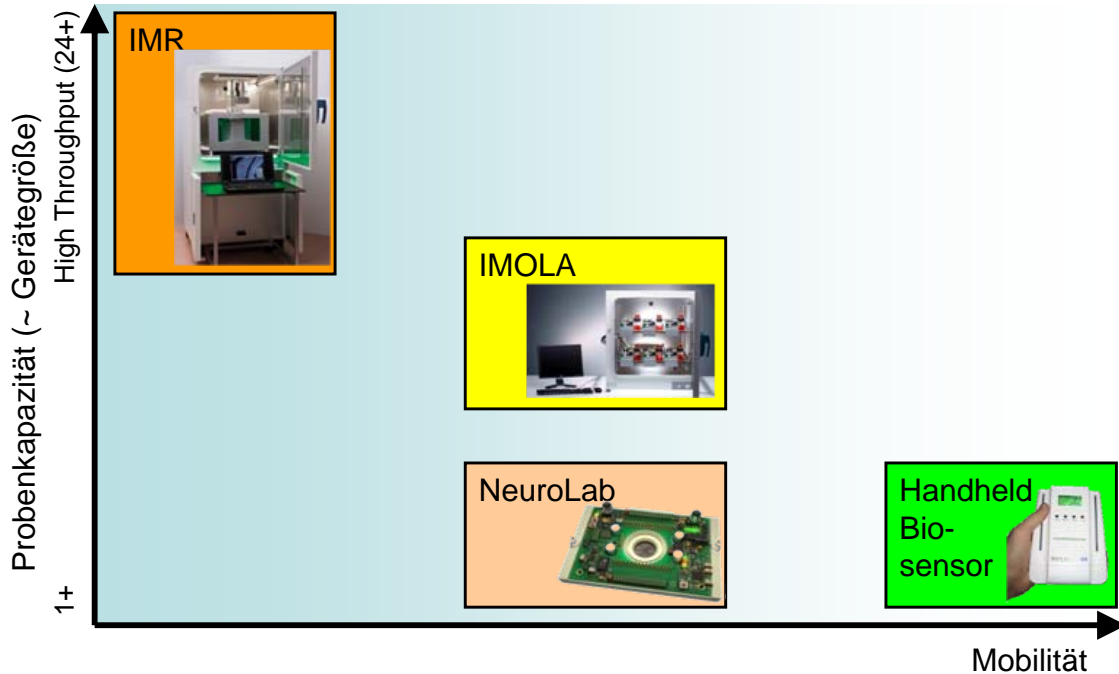 Probenkapazität (~ Gerätegröße)
High Throughput (24+)
1+
IMR
IMOLA
NeuroLab
Handheld
Bio-
sensor
Mobilität